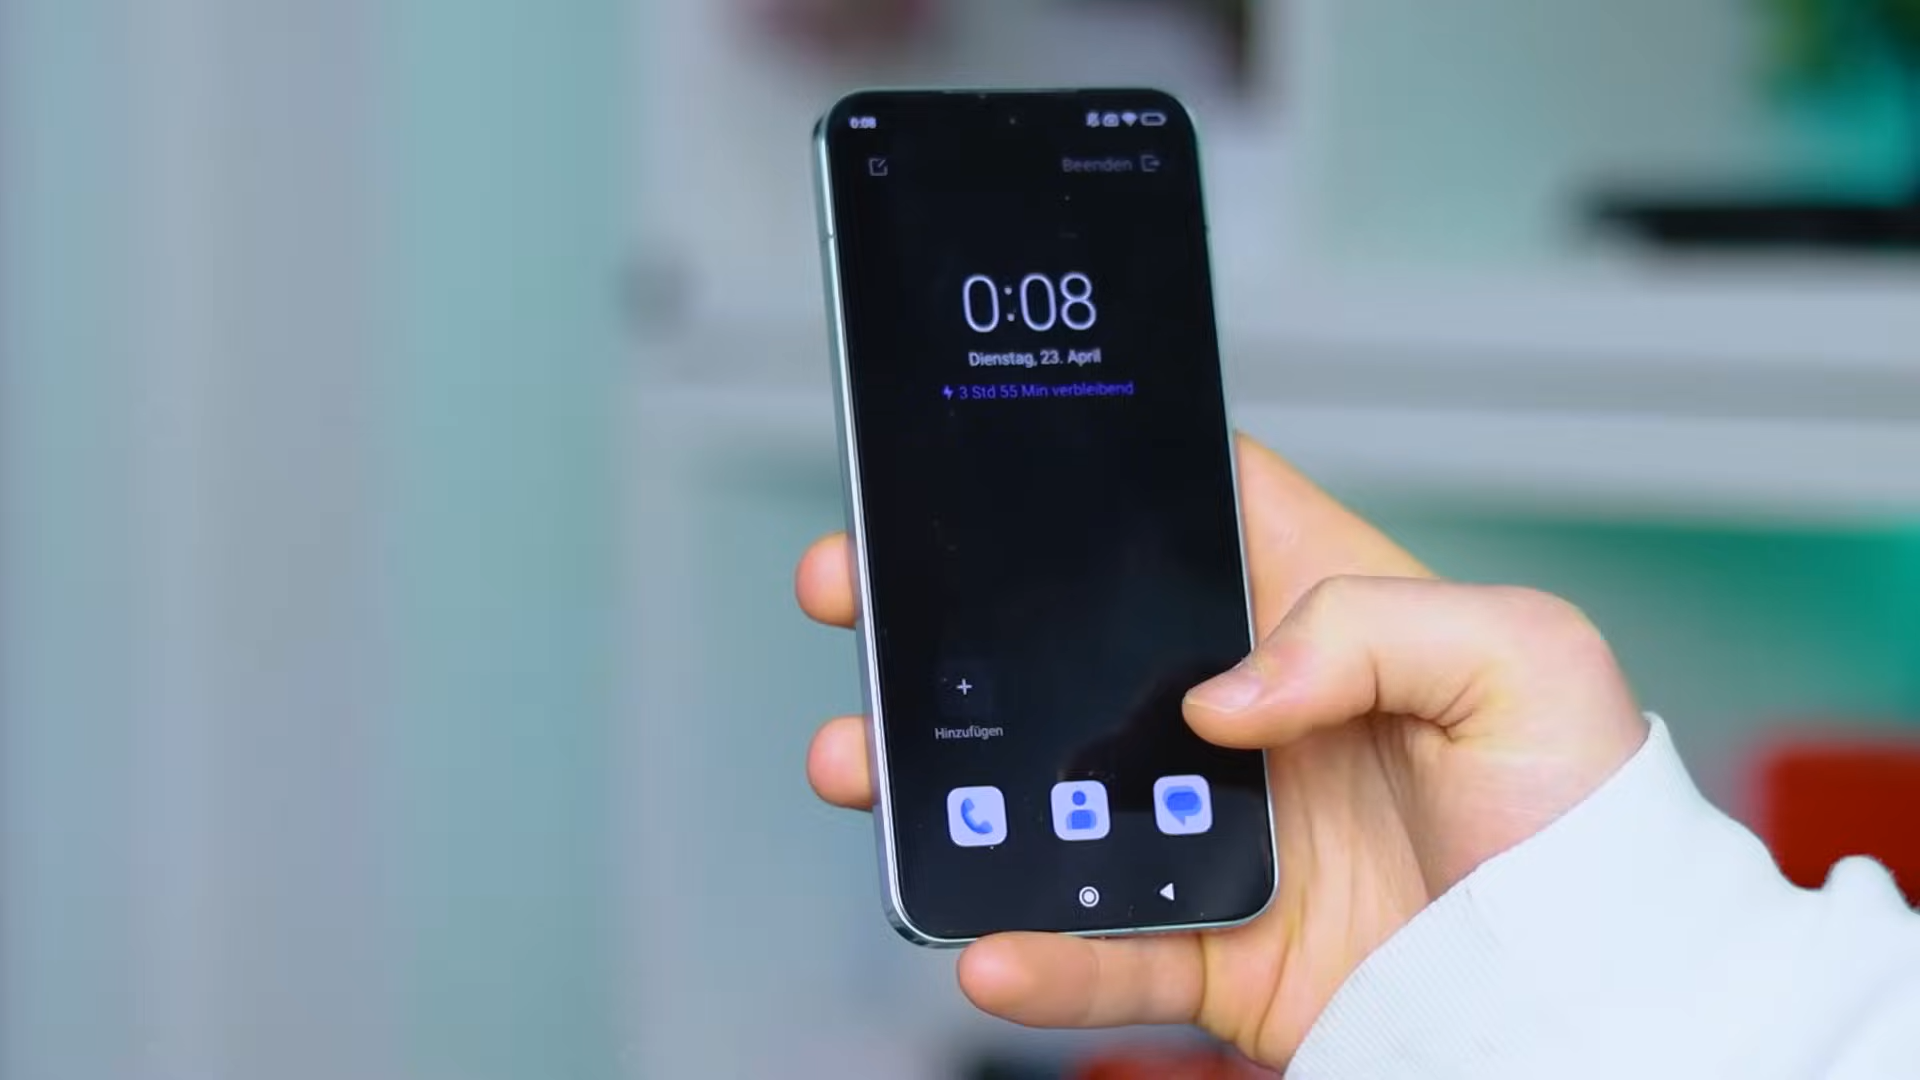 0:08
Beenden
0:08
Dienstag, 23. April
3 Std 55 Min verbleibend
Hinzufügen